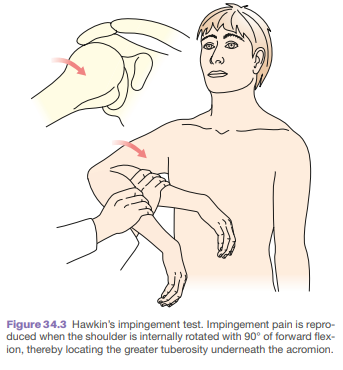 Figure 34.3 Hawkin's impingement test. Impingement pain is repro-
duced when the shoulder is internally rotated with 90° of forward flex-
ion, thereby locating the greater tuberosity underneath the acromion.